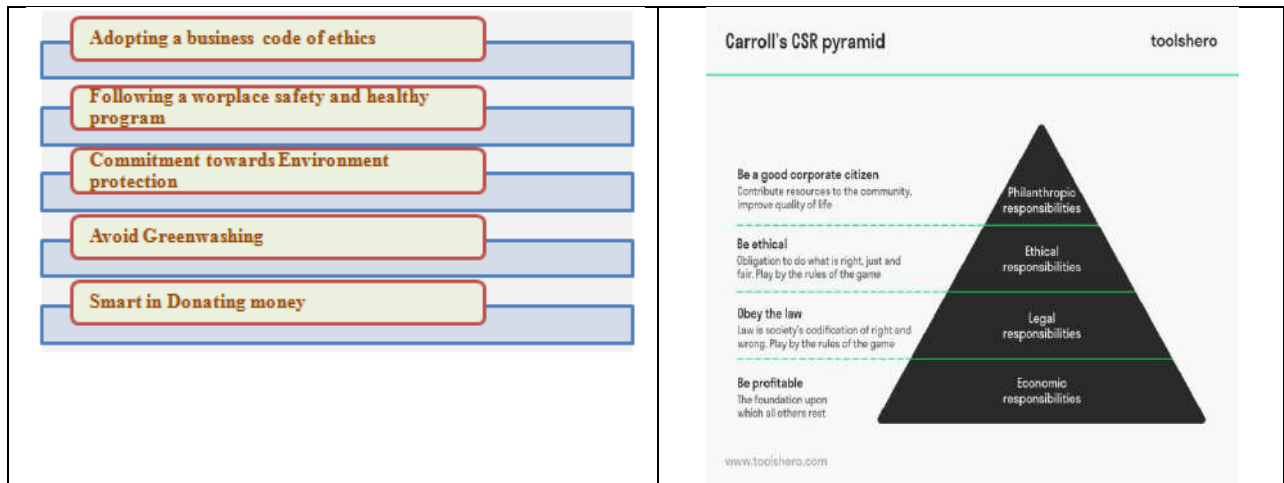 Adopting a business code of ethics
Following a worplace safety and healthy
program
Commitment towards Environment
protection
Avoid Greenwashing
Smart in Donating money
Carroll's CSR pyramid
toolshero
Be a good corporate citizen
Contribute resources to the community,
improve quality of life
Philanthropic
responsibilities
Be ethical
Obligation to do what is right, just and
fair. Play by the rules of the game
Ethical
responsibilities
Obey the law
Law is society's codification of right and
wrong. Play by the rules of the game
Legal
responsibilities
Be profitable
The foundation upon
which all others rest
Economic
responsibilities
www.toolshero.com